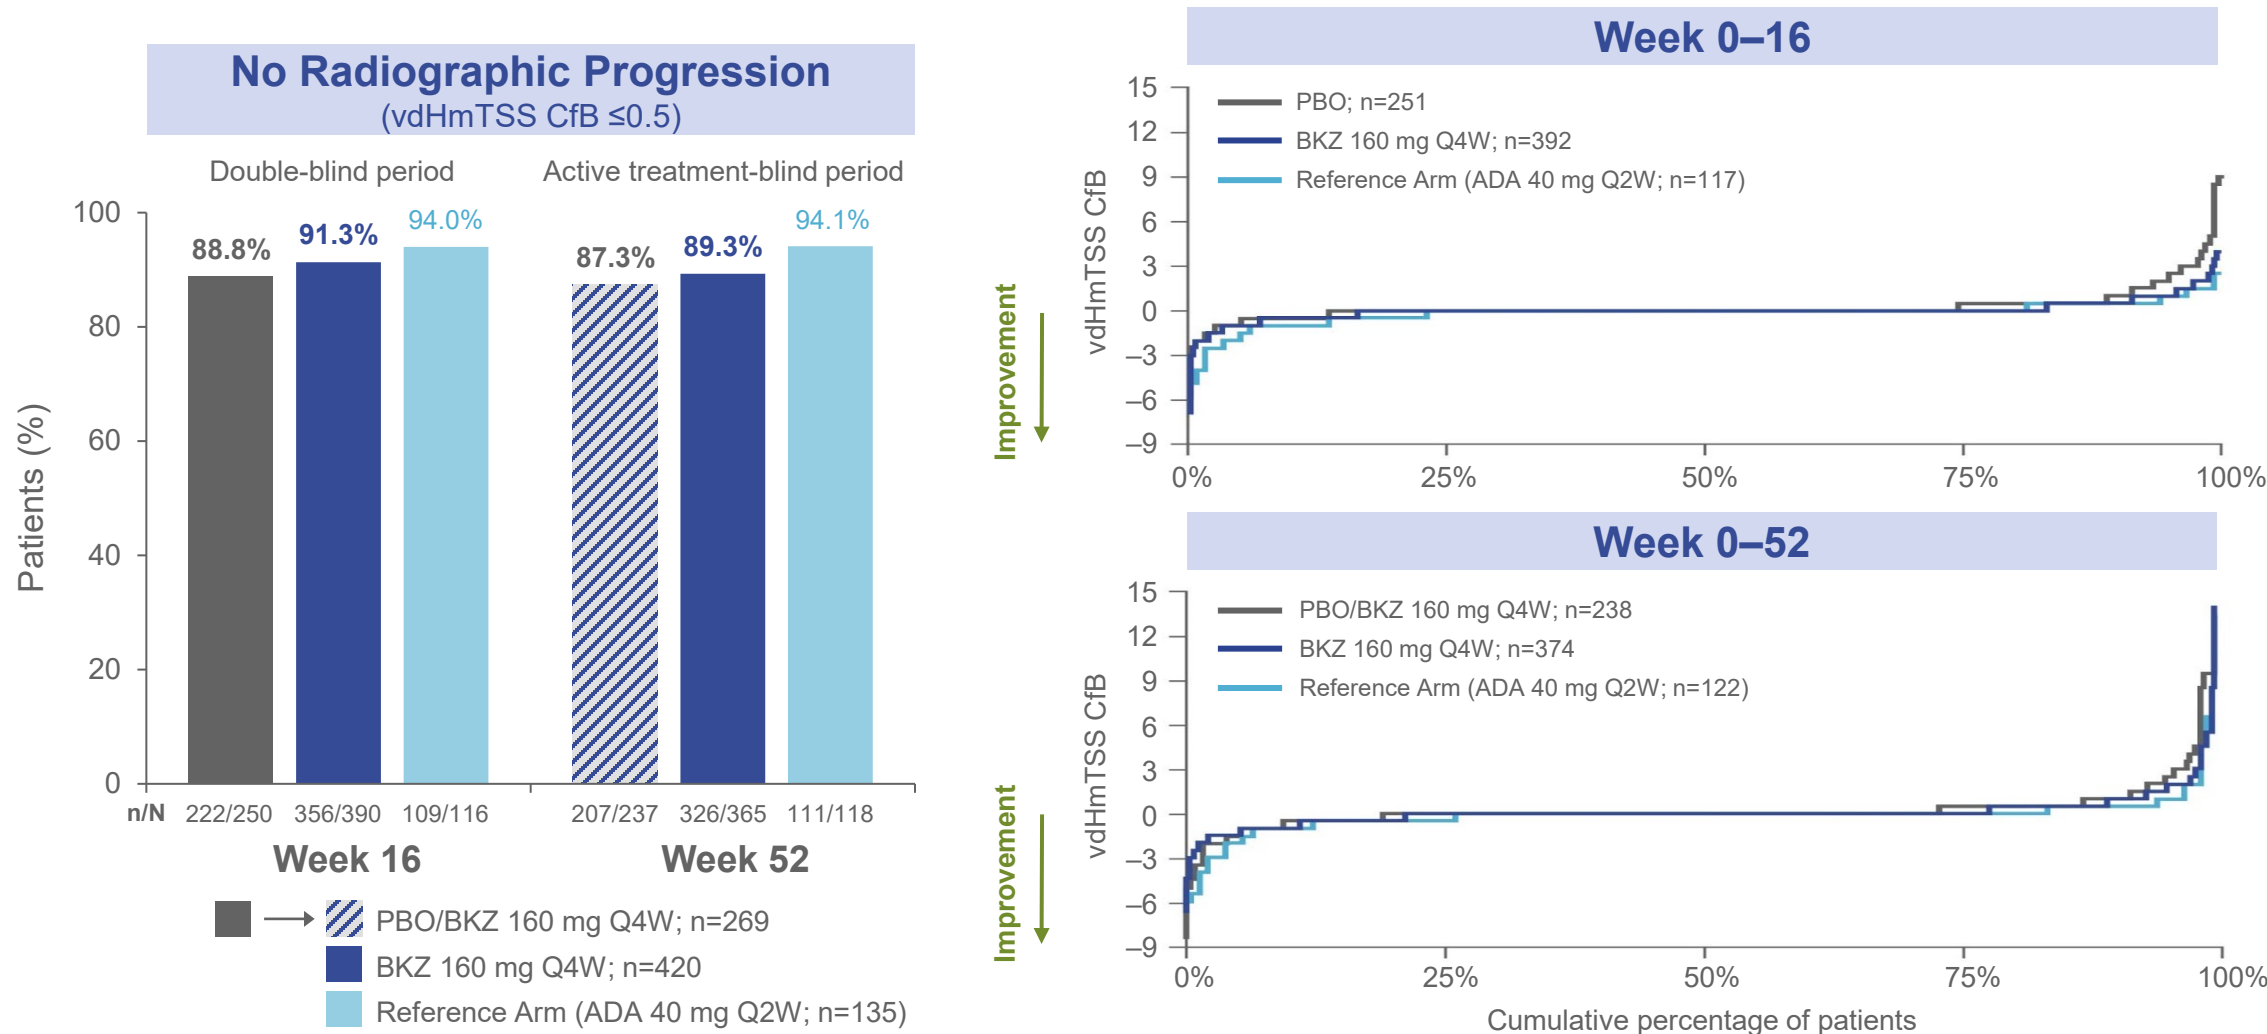 No Radiographic Progression
(vdHmTSS CfB ≤0.5)
Double-blind period
Active treatment-blind period
Patients (%)
100
80
60
40
20
0
88.8%
91.3%
94.0%
87.3%
89.3%
94.1%
n/N 222/250 356/390 109/116 207/237 326/365 111/118
Week 16
Week 52
PBO/BKZ 160 mg Q4W; n=269
BKZ 160 mg Q4W; n=420
Reference Arm (ADA 40 mg Q2W; n=135)
Week 0–16
Improvement
vdHmTSS CfB
15
12
9
6
3
0
–3
–6
–9
PBO; n=251
BKZ 160 mg Q4W; n=392
Reference Arm (ADA 40 mg Q2W; n=117)
0% 25% 50% 75% 100%
Week 0–52
Improvement
vdHmTSS CfB
15
12
9
6
3
0
–3
–6
–9
PBO/BKZ 160 mg Q4W; n=238
BKZ 160 mg Q4W; n=374
Reference Arm (ADA 40 mg Q2W; n=122)
0% 25% 50% 75% 100%
Cumulative percentage of patients